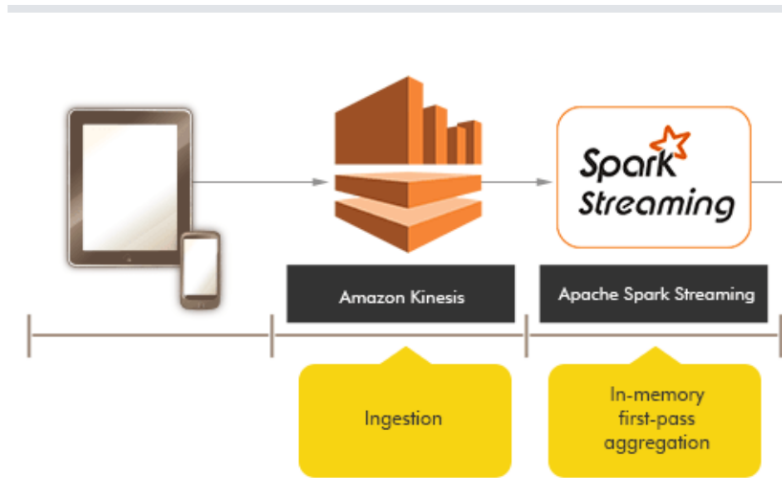 Spark
Streaming
Amazon Kinesis
Apache Spark Streaming
Ingestion
In-memory
first-pass
aggregation